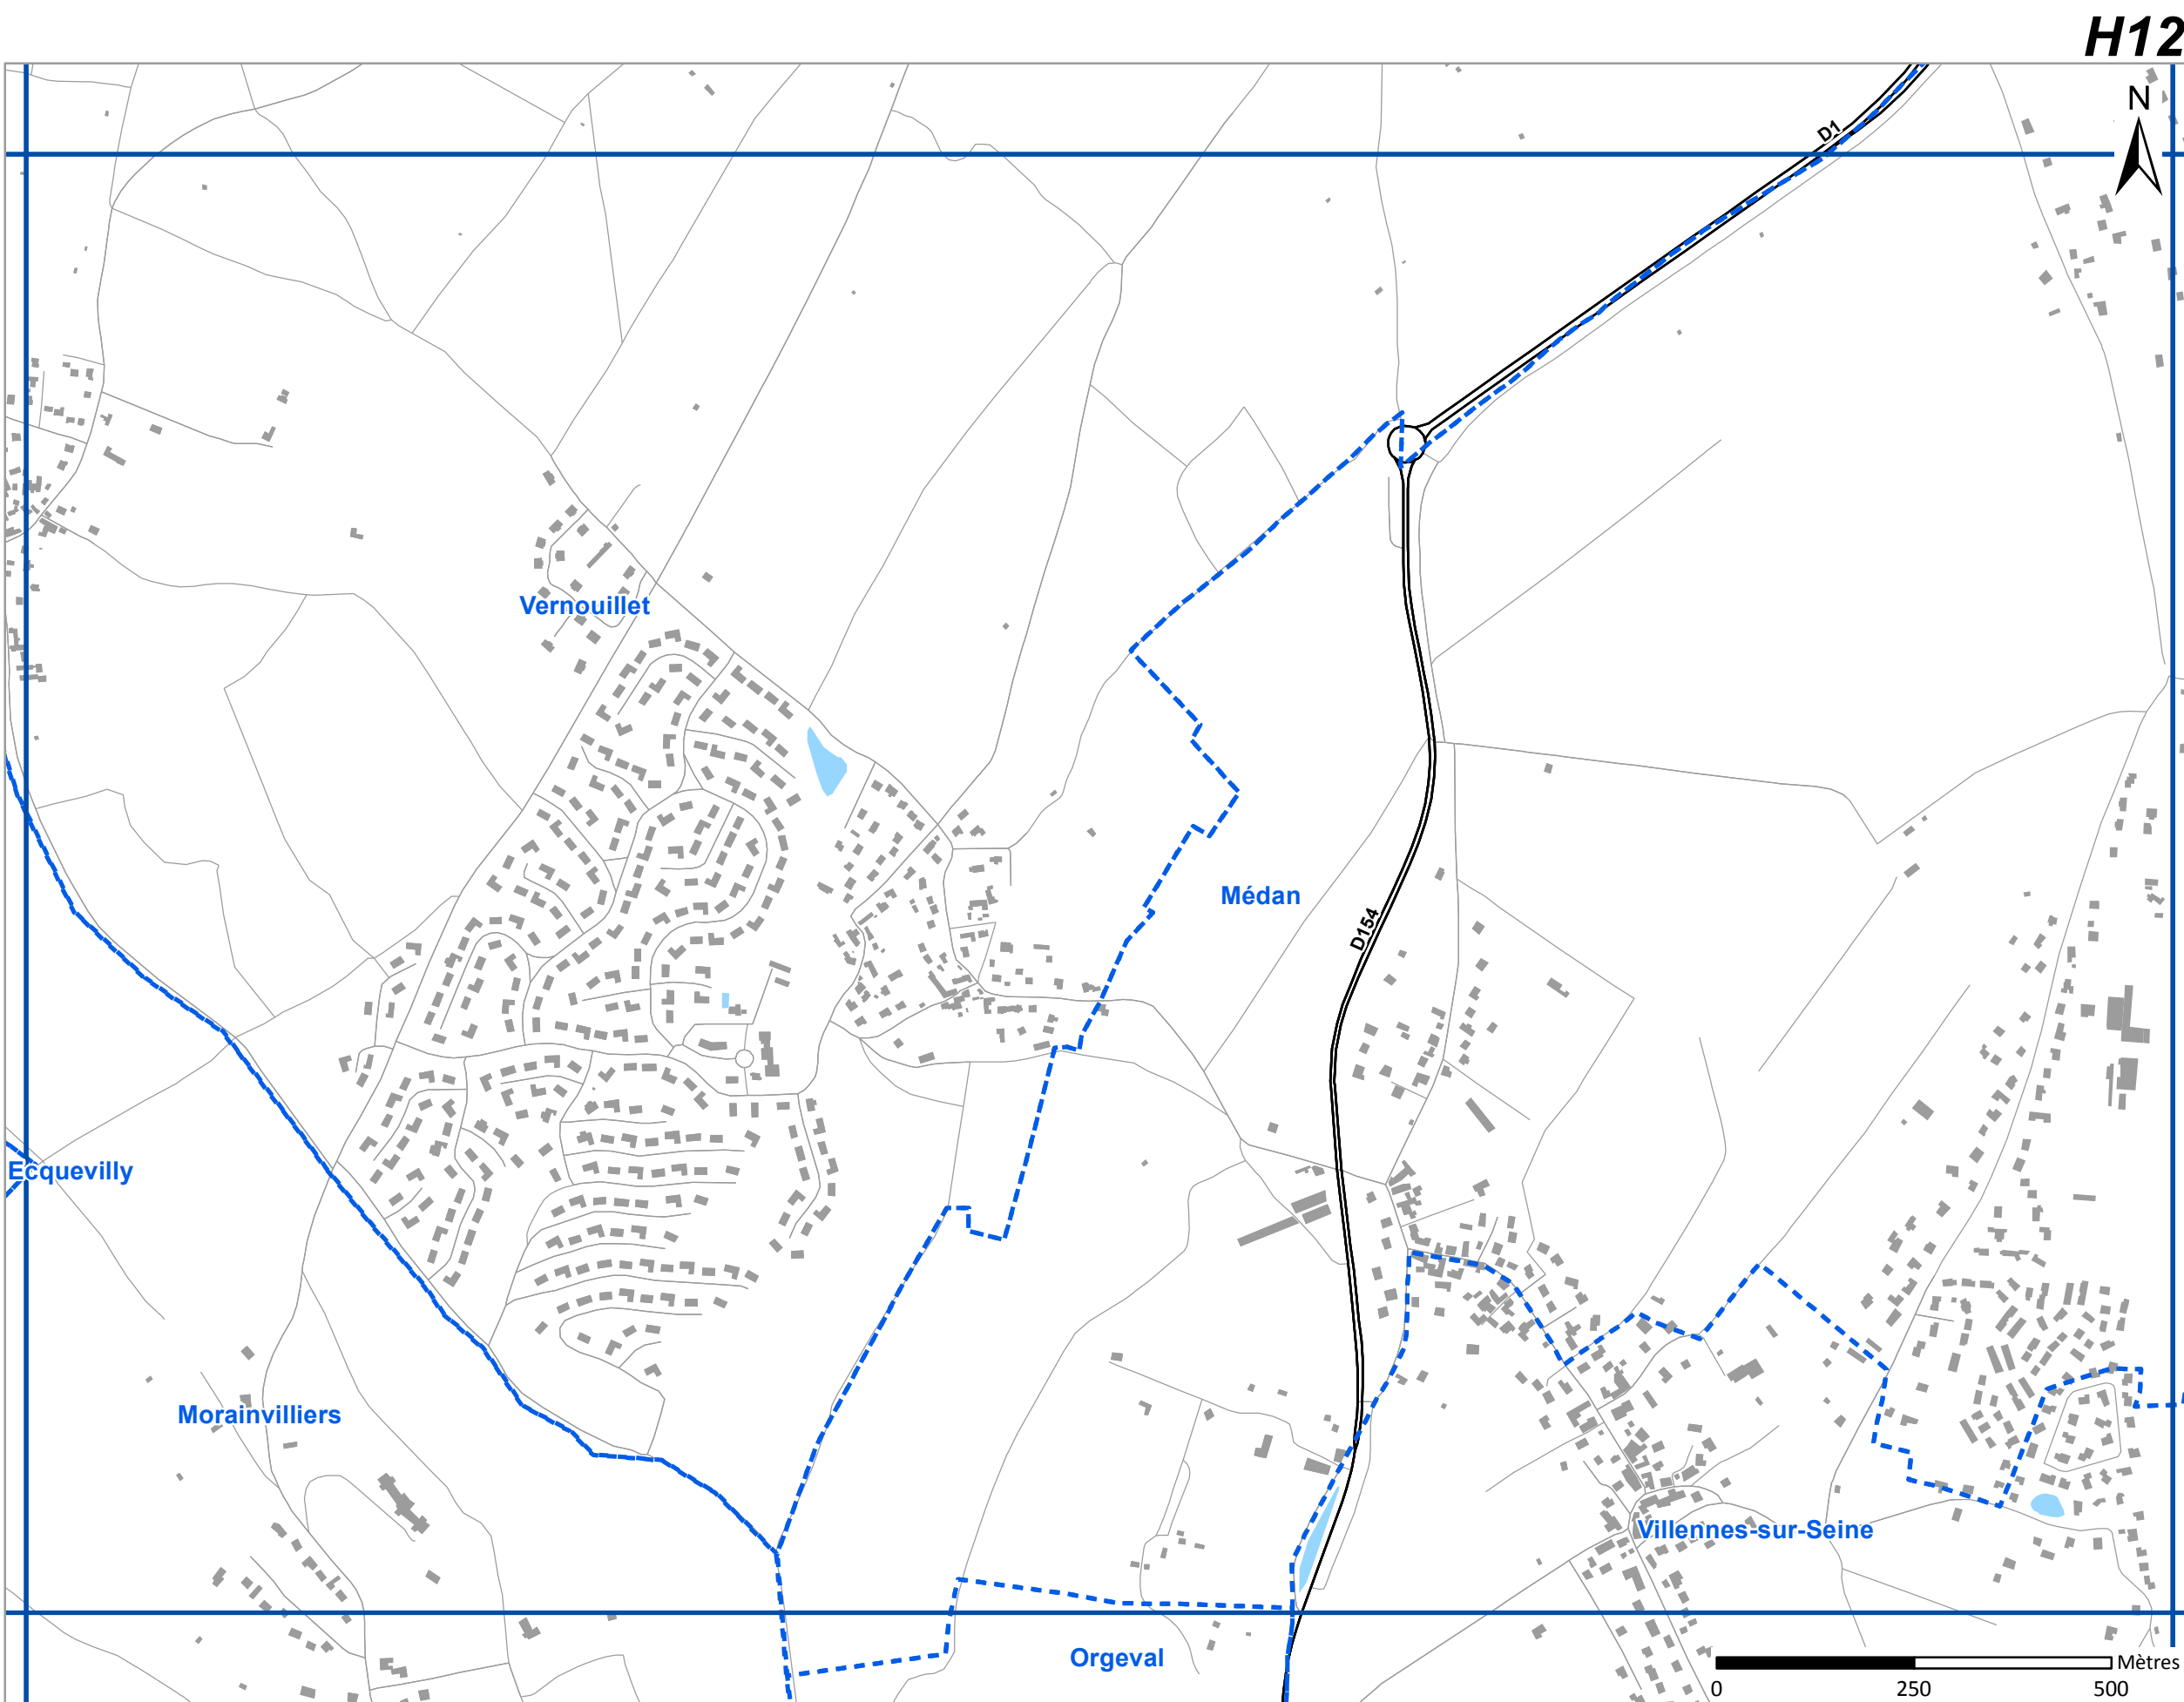 H12
N
D1
Vernouillet
Médan
D154
Ecquevilly
Morainvilliers
Villennes-sur-Seine
Orgeval
Mètres
0 250 500